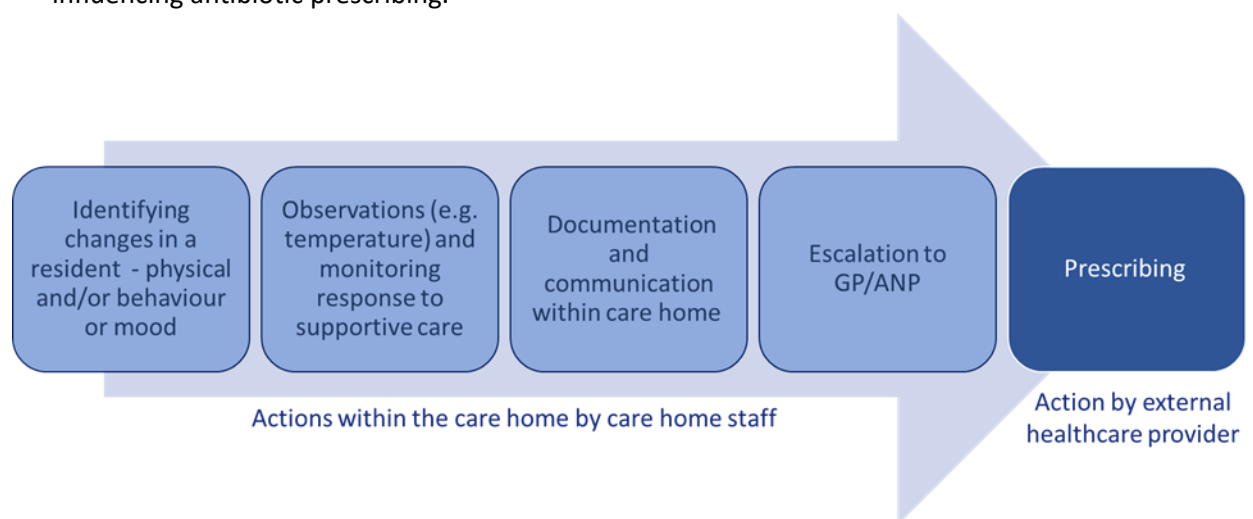 influencing antibiotic prescribing.
Identifying
changes in a
resident - physical
and/or behaviour
or mood
Observations (e.g.
temperature) and
monitoring
response to
supportive care
Documentation
and
communication
within care home
Escalation to
GP/ANP
Prescribing
Actions within the care home by care home staff
Action by external
healthcare provider